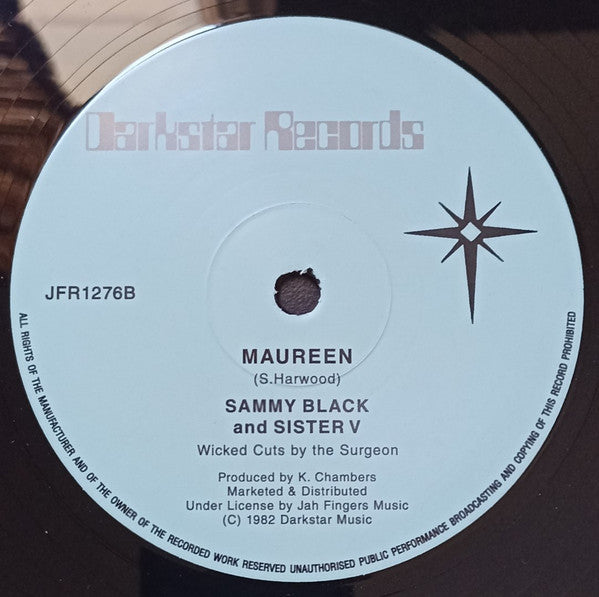 Darkstar Records
JFR1276B
MAUREEN
(S.Harwood)
SAMMY BLACK
and SISTER V
Wicked Cuts by the Surgeon
Produced by K. Chambers
Marketed & Distributed
Under License by Jah Fingers Music
(C) 1982 Darkstar Music
ALL RIGHTS OF THE MANUFACTURER AND OF THE OWNER OF THE RECORDED WORK RESERVED UNAUTHORISED PUBLIC PERFORMANCE BROADCASTING AND COPYING OF THIS RECORD PROHIBITED